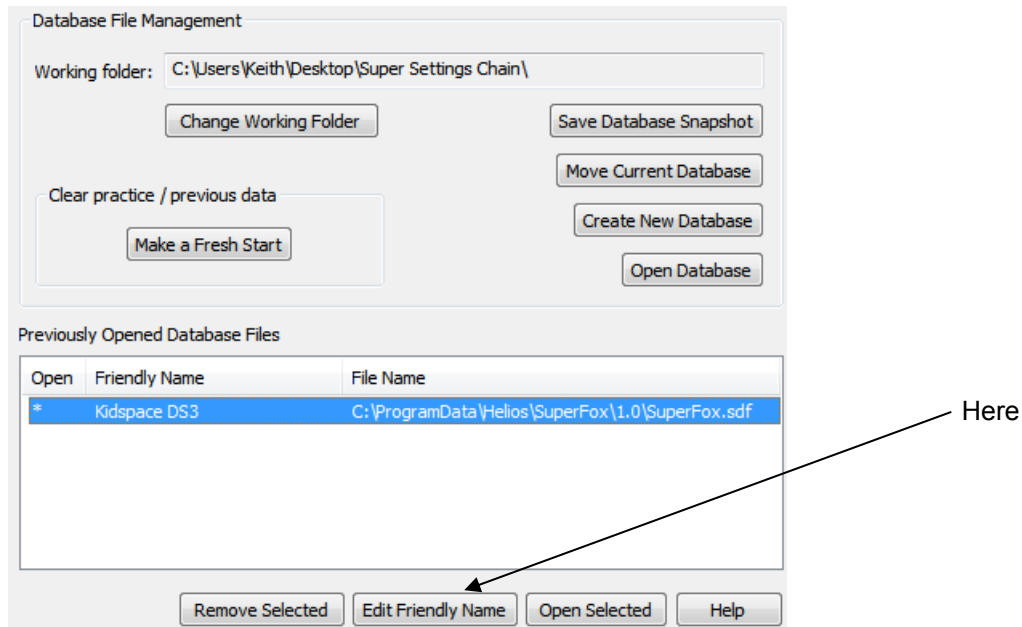 Database File Management
Working folder: C:\Users\Keith\Desktop\Super Settings Chain\
Change Working Folder Save Database Snapshot
Move Current Database
Clear practice / previous data
Create New Database
Make a Fresh Start
Open Database
Previously Opened Database Files
Open Friendly Name File Name
* Kidspace DS3 C:\ProgramData\Helios\SuperFox\1.0\SuperFox.sdf
Here
Remove Selected Edit Friendly Name Open Selected Help